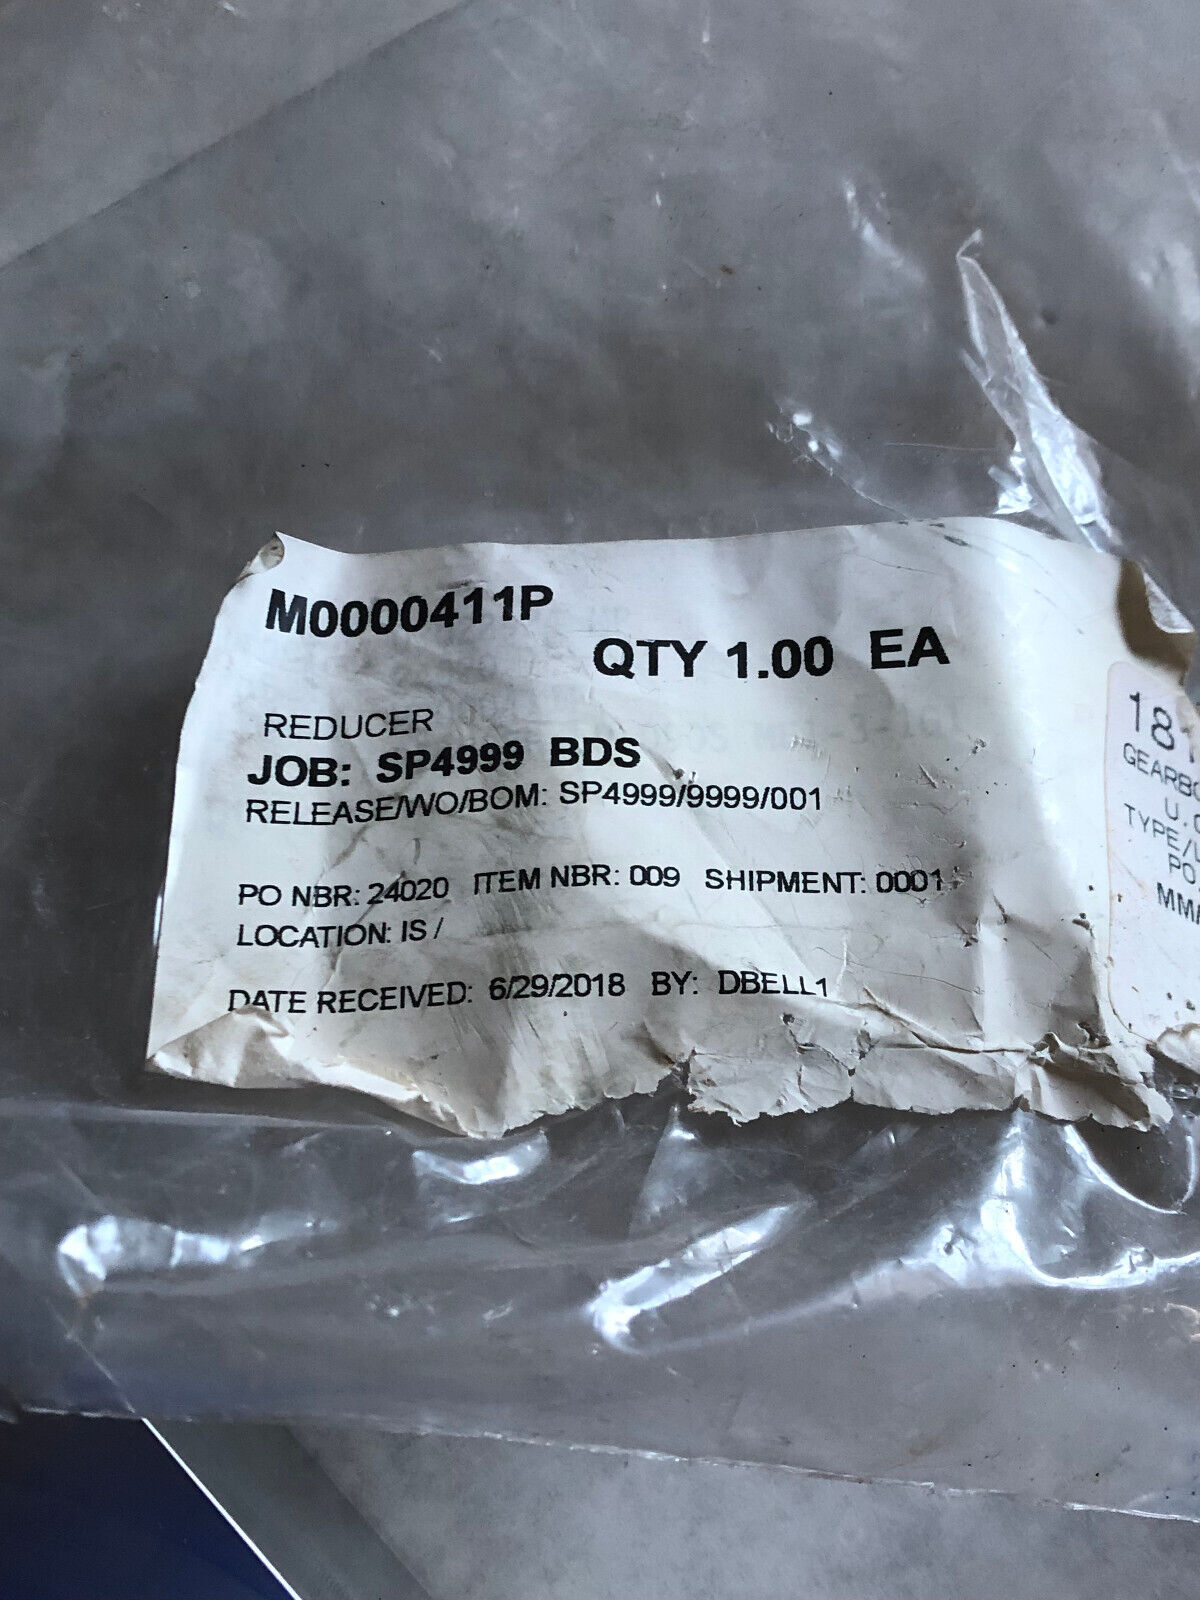 M0000411P
QTY 1.00 EA
REDUCER
JOB: SP4999 BDS
RELEASE/WO/BOM: SP4999/9999/001
PO NBR: 24020 ITEM NBR: 009 SHIPMENT: 0001
LOCATION: IS /
DATE RECEIVED: 6/29/2018 BY: DBELL1
18